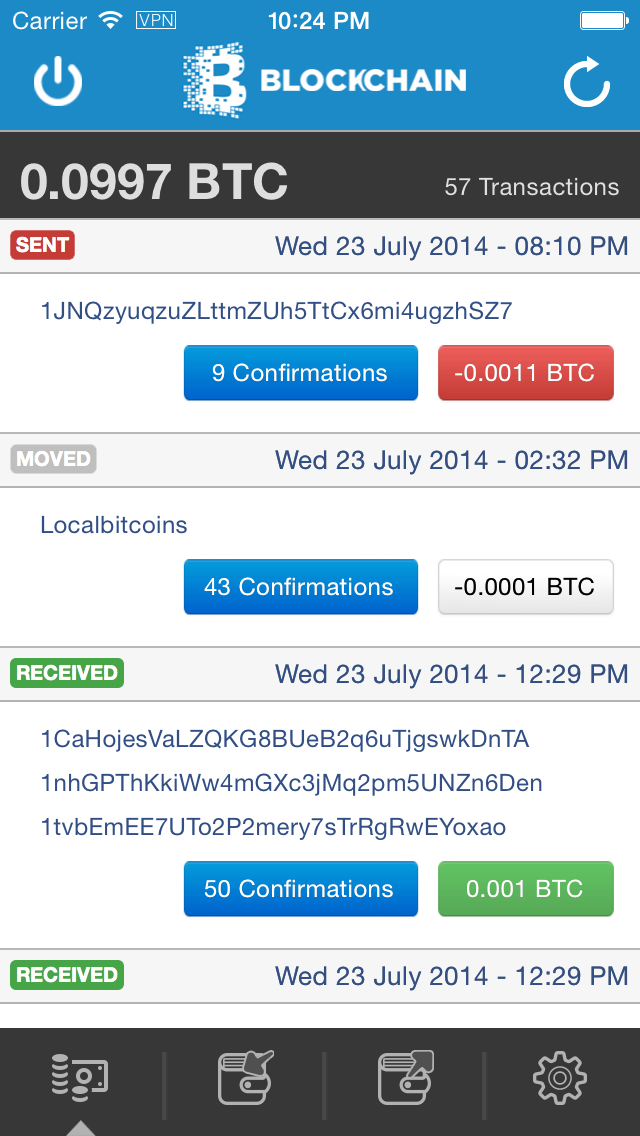 Carrier VPN 10:24 PM
BLOCKCHAIN
0.0997 BTC 57 Transactions
SENT Wed 23 July 2014 - 08:10 PM
1JNQzyuqzuZLttmZUh5TtCx6mi4ugzhSZ7
9 Confirmations -0.0011 BTC
MOVED Wed 23 July 2014 - 02:32 PM
Localbitcoins
43 Confirmations -0.0001 BTC
RECEIVED Wed 23 July 2014 - 12:29 PM
1CaHojesVaLZQKG8BUeB2q6uTjgswkDnTA
1nhGPThKkiWw4mGXc3jMq2pm5UNZn6Den
1tvbEmEE7UTo2P2mery7sTrRgRwEYoxao
50 Confirmations 0.001 BTC
RECEIVED Wed 23 July 2014 - 12:29 PM